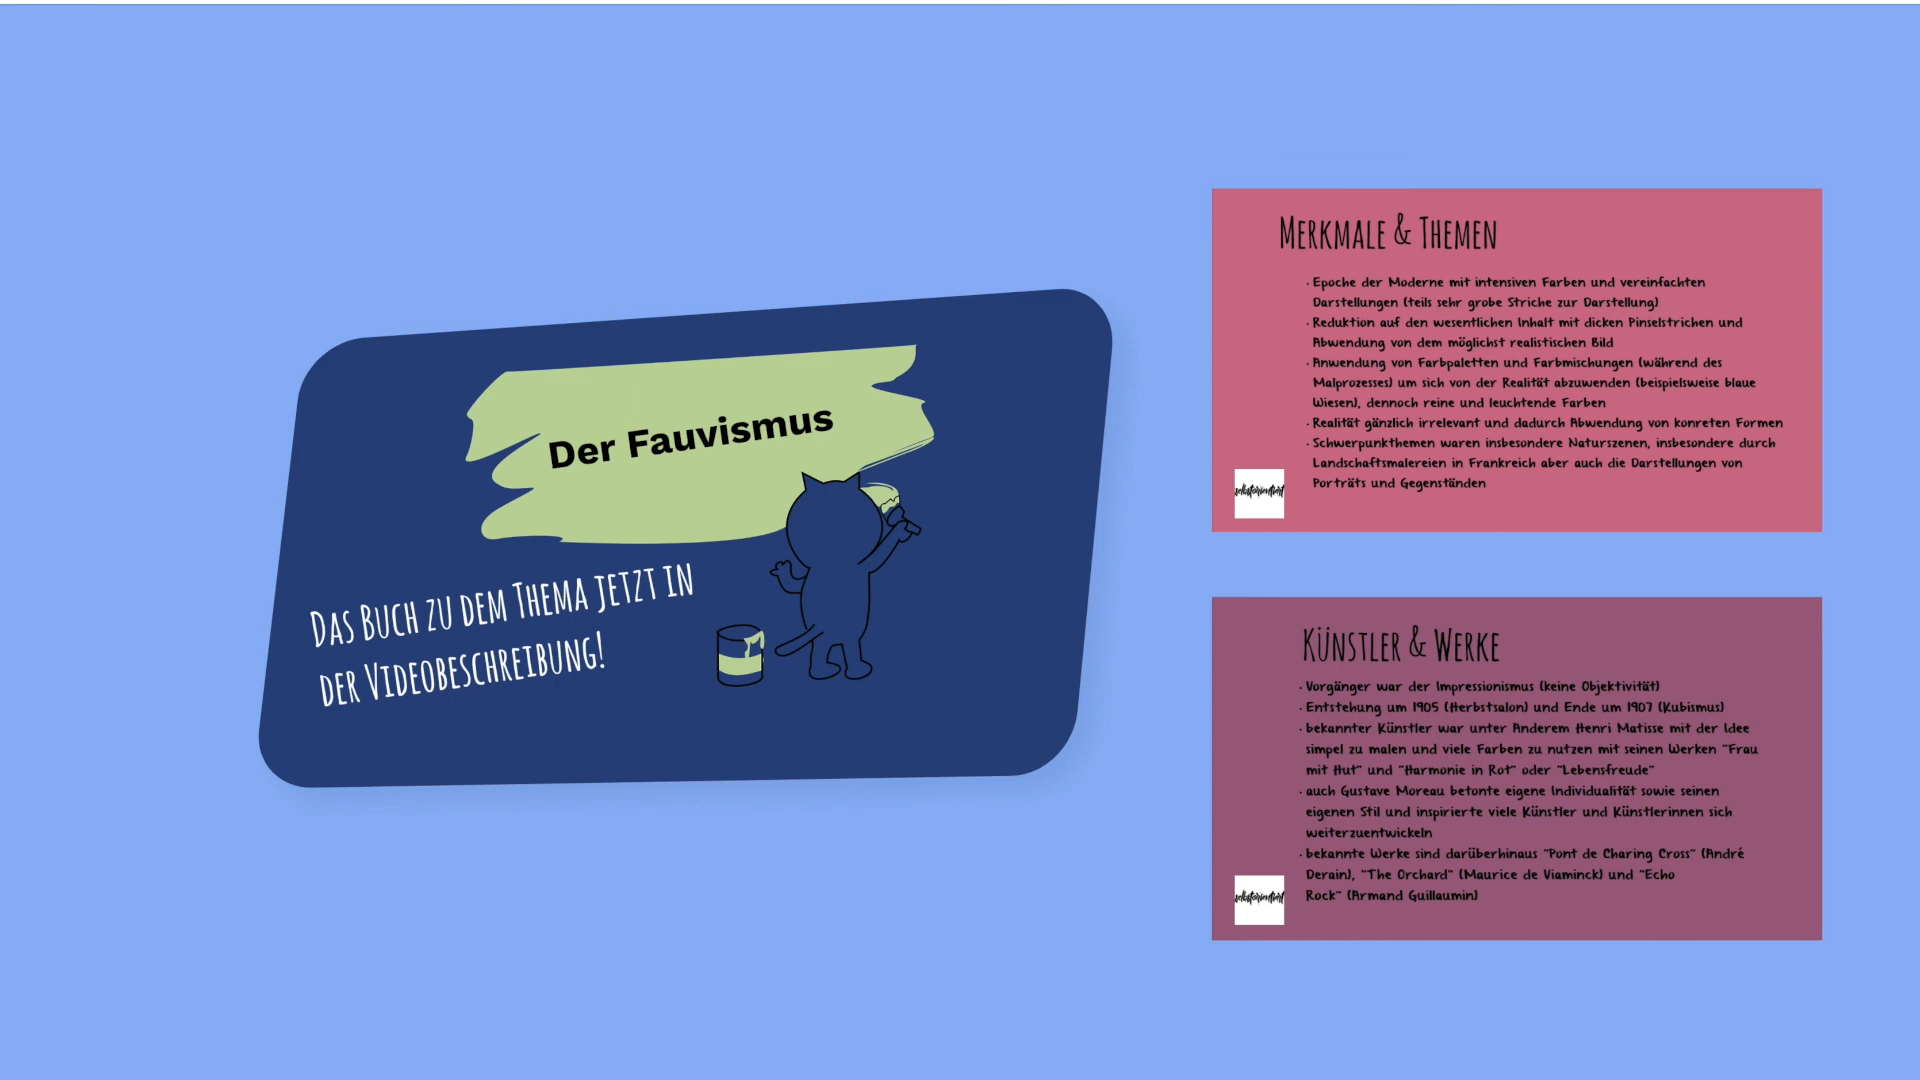 Der Fauvismus
Das Buch zu dem Thema jetzt in
der Videobeschreibung!
Merkmale & Themen
· Epoche der Moderne mit intensiven Farben und vereinfachten
Darstellungen (teils sehr grobe Striche zur Darstellung)
· Reduktion auf den wesentlichen Inhalt mit dicken Pinselstrichen und
Abwendung von dem möglichst realistischen Bild
· Anwendung von Farbpaletten und Farbmischungen (während des
Malprozesses) um sich von der Realität abzuwenden (beispielsweise blaue
Wiesen), dennoch reine und leuchtende Farben
· Realität gänzlich irrelevant und dadurch Abwendung von konkreten Formen
· Schwerpunkthemen waren insbesondere Naturszenen, insbesondere durch
Landschaftsmalereien in Frankreich aber auch die Darstellungen von
Porträts und Gegenständen
selbstorientiert
Künstler & Werke
· Vorgänger war der Impressionismus (keine Objektivität)
· Entstehung um 1905 (Herbstsalon) und Ende um 1907 (Kubismus)
· bekannter Künstler war unter Anderem Henri Matisse mit der Idee
simpel zu malen und viele Farben zu nutzen mit seinen Werken "Frau
mit Hut" und "Harmonie in Rot" oder "Lebensfreude"
· auch Gustave Moreau betonte eigene Individualität sowie seinen
eigenen Stil und inspirierte viele Künstler und Künstlerinnen sich
weiterzuentwickeln
· bekannte Werke sind darüberhinaus "Pont de Charing Cross" (André
Derain), "The Orchard" (Maurice de Viaminck) und "Echo
Rock" (Armand Guillaumin)
selbstorientiert